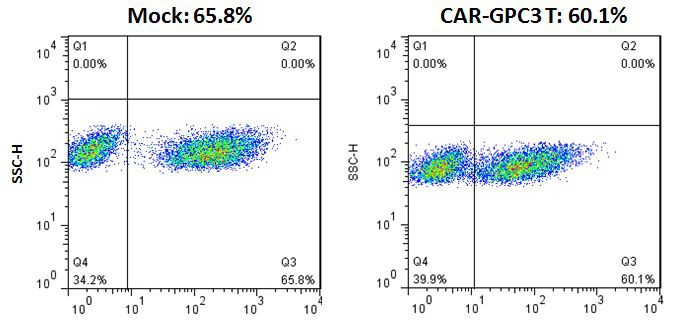 Mock: 65.8%
CAR-GPC3 T: 60.1%
Q1
0.00%
Q2
0.00%
Q4
34.2%
Q3
65.8%
SSC-H
10^4
10^3
10^2
10^1
10^0
10^0 10^1 10^2 10^3 10^4
Q1
0.00%
Q2
0.00%
Q4
39.9%
Q3
60.1%
SSC-H
10^4
10^3
10^2
10^1
10^0
10^0 10^1 10^2 10^3 10^4